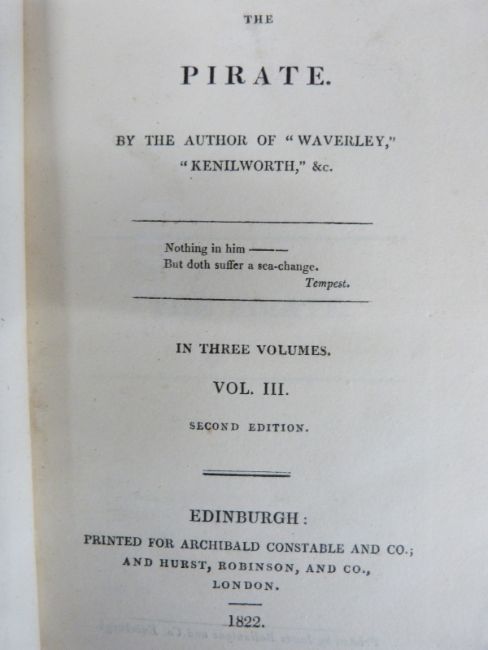 THE
PIRATE.
BY THE AUTHOR OF "WAVERLEY,"
"KENILWORTH," &c.
Nothing in him ———
But doth suffer a sea-change.
Tempest.
IN THREE VOLUMES.
VOL. III.
SECOND EDITION.
EDINBURGH:
PRINTED FOR ARCHIBALD CONSTABLE AND CO.;
AND HURST, ROBINSON, AND CO.,
LONDON.
1822.